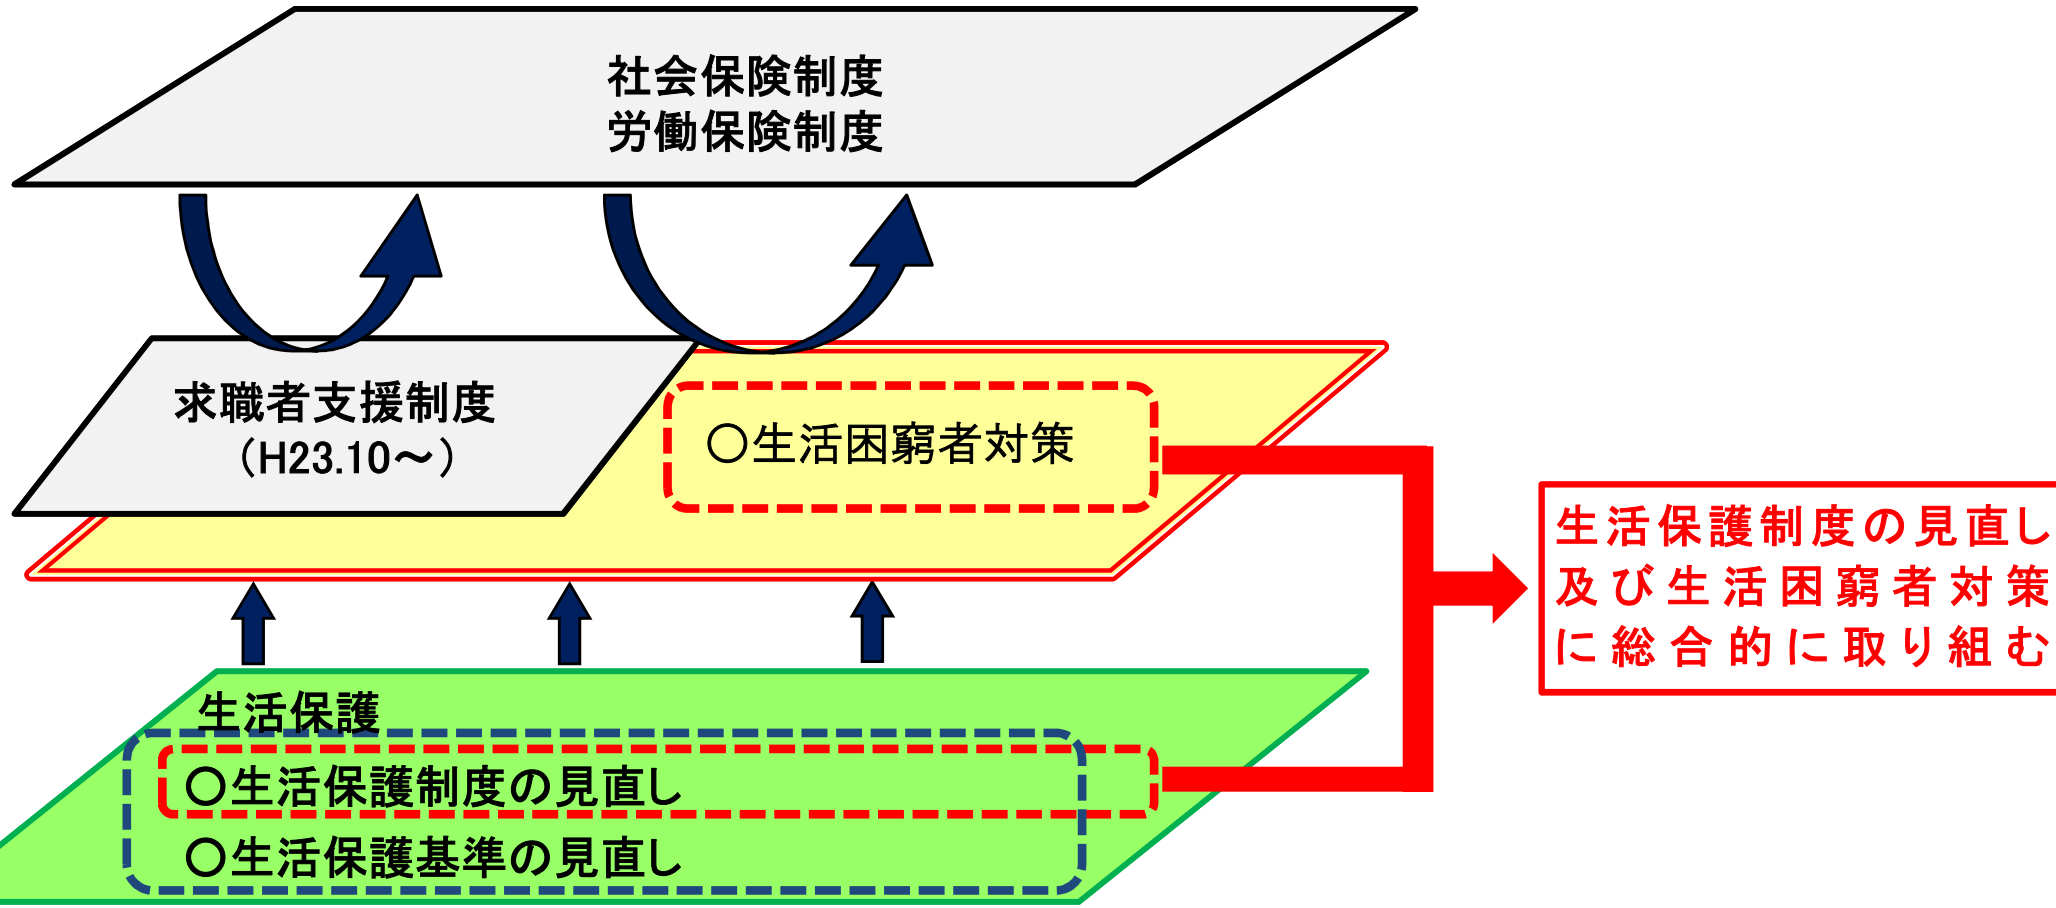 社会保険制度
労働保険制度
求職者支援制度
（H23.10～）
〇生活困窮者対策
生活保護制度の見直し
及び生活困窮者対策
に総合的に取り組む
生活保護
〇生活保護制度の見直し
〇生活保護基準の見直し